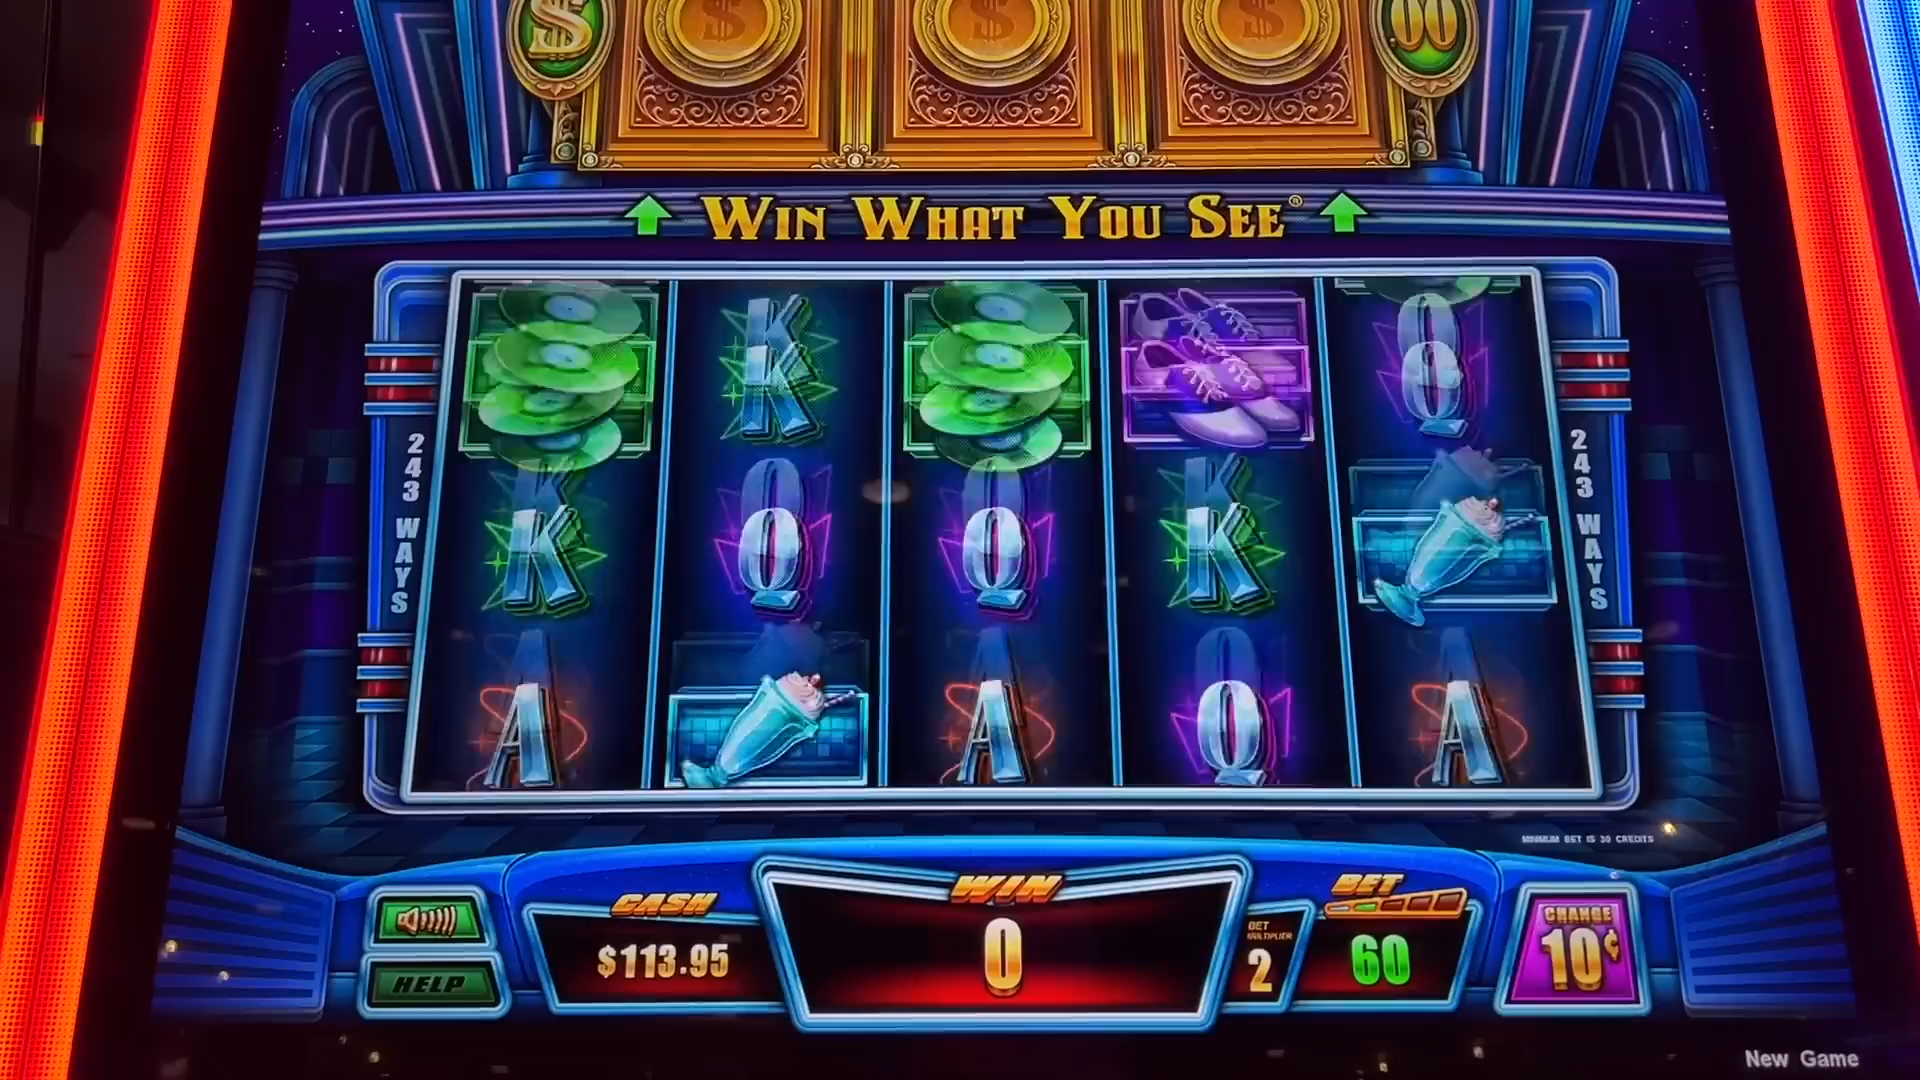 $ $ $ $ .00
WIN WHAT YOU SEE®
K
Q
K Q Q K
A A Q A
243 WAYS
243 WAYS
MINIMUM BET IS 30 CREDITS
CASH
$113.95
WIN
0
BET MULTIPLIER
2
BET
60
CHANGE
10¢
HELP
New Game